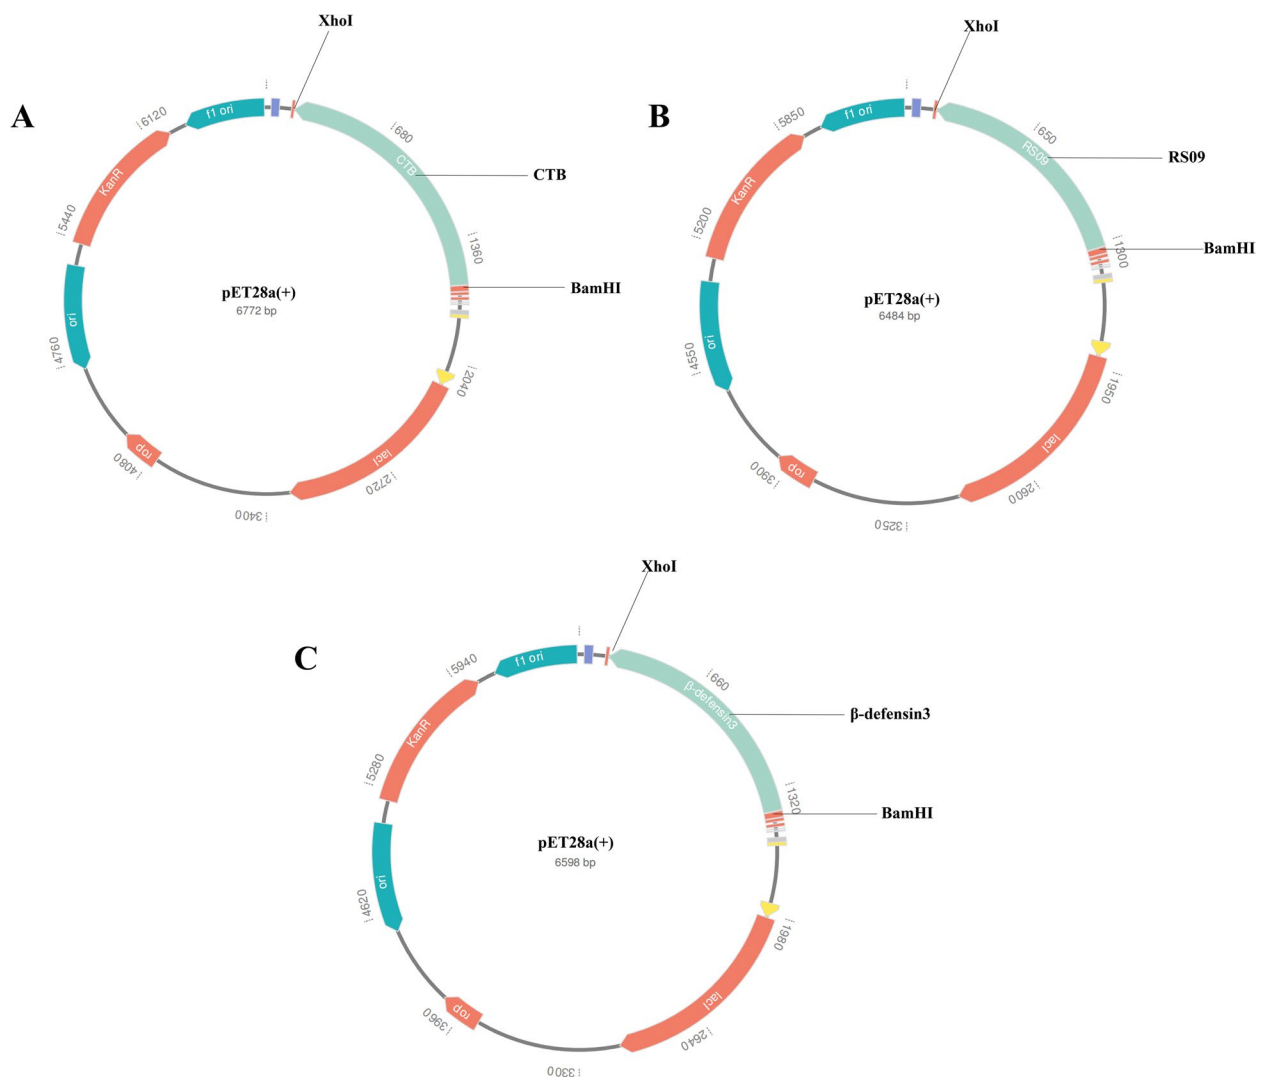 A
XhoI
f1 ori
6120
680
CTB
CTB
KanR
5440
1360
BamHI
pET28a(+)
6772 bp
ori
4760
2040
rop
4080
lacI
2720
3400
B
XhoI
f1 ori
5850
650
RS09
RS09
KanR
5200
1300
BamHI
pET28a(+)
6484 bp
ori
4550
1950
rop
3900
lacI
2600
3250
C
XhoI
f1 ori
5940
660
β-defensin3
β-defensin3
KanR
5280
1320
BamHI
pET28a(+)
6598 bp
ori
4620
1980
rop
3960
lacI
2640
3300